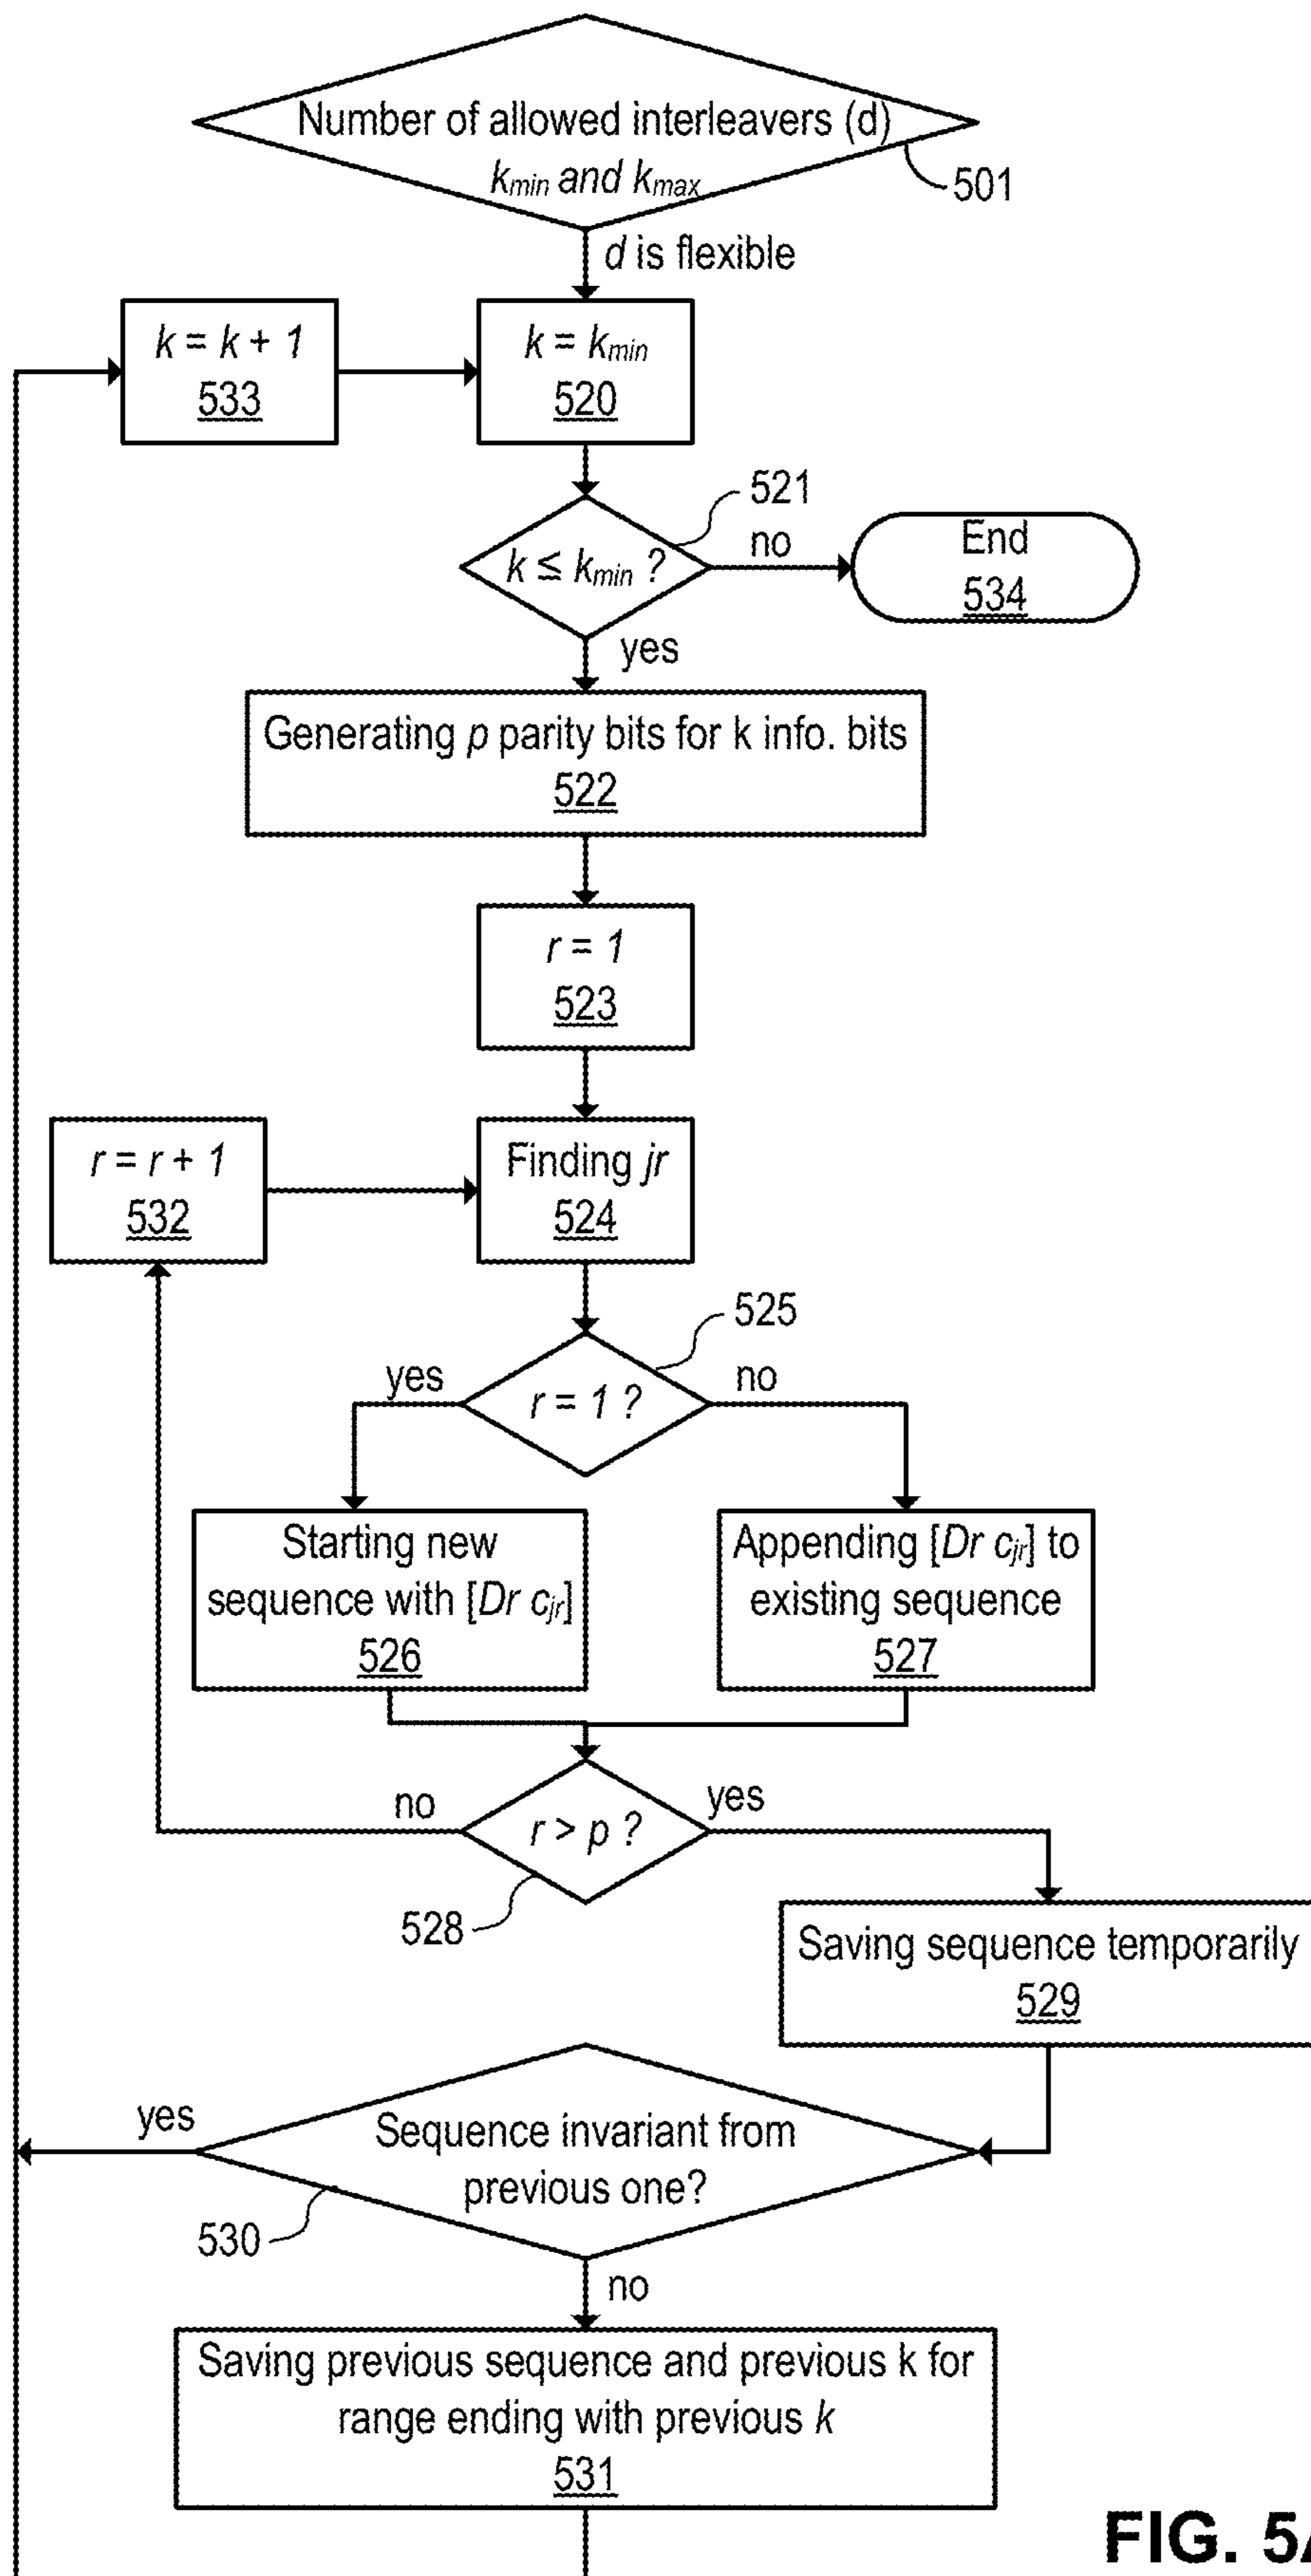 Number of allowed interleavers (d)
kmin and kmax
501
d is flexible
k = k + 1
533
k = kmin
520
521
k ≤ kmin ?
no
End
534
yes
Generating p parity bits for k info. bits
522
r = 1
523
r = r + 1
532
Finding jr
524
525
yes
r = 1 ?
no
Starting new
sequence with [Dr cjr]
526
Appending [Dr cjr] to
existing sequence
527
no
r > p ?
yes
528
Saving sequence temporarily
529
yes
Sequence invariant from
previous one?
530
no
Saving previous sequence and previous k for
range ending with previous k
531
FIG. 5A